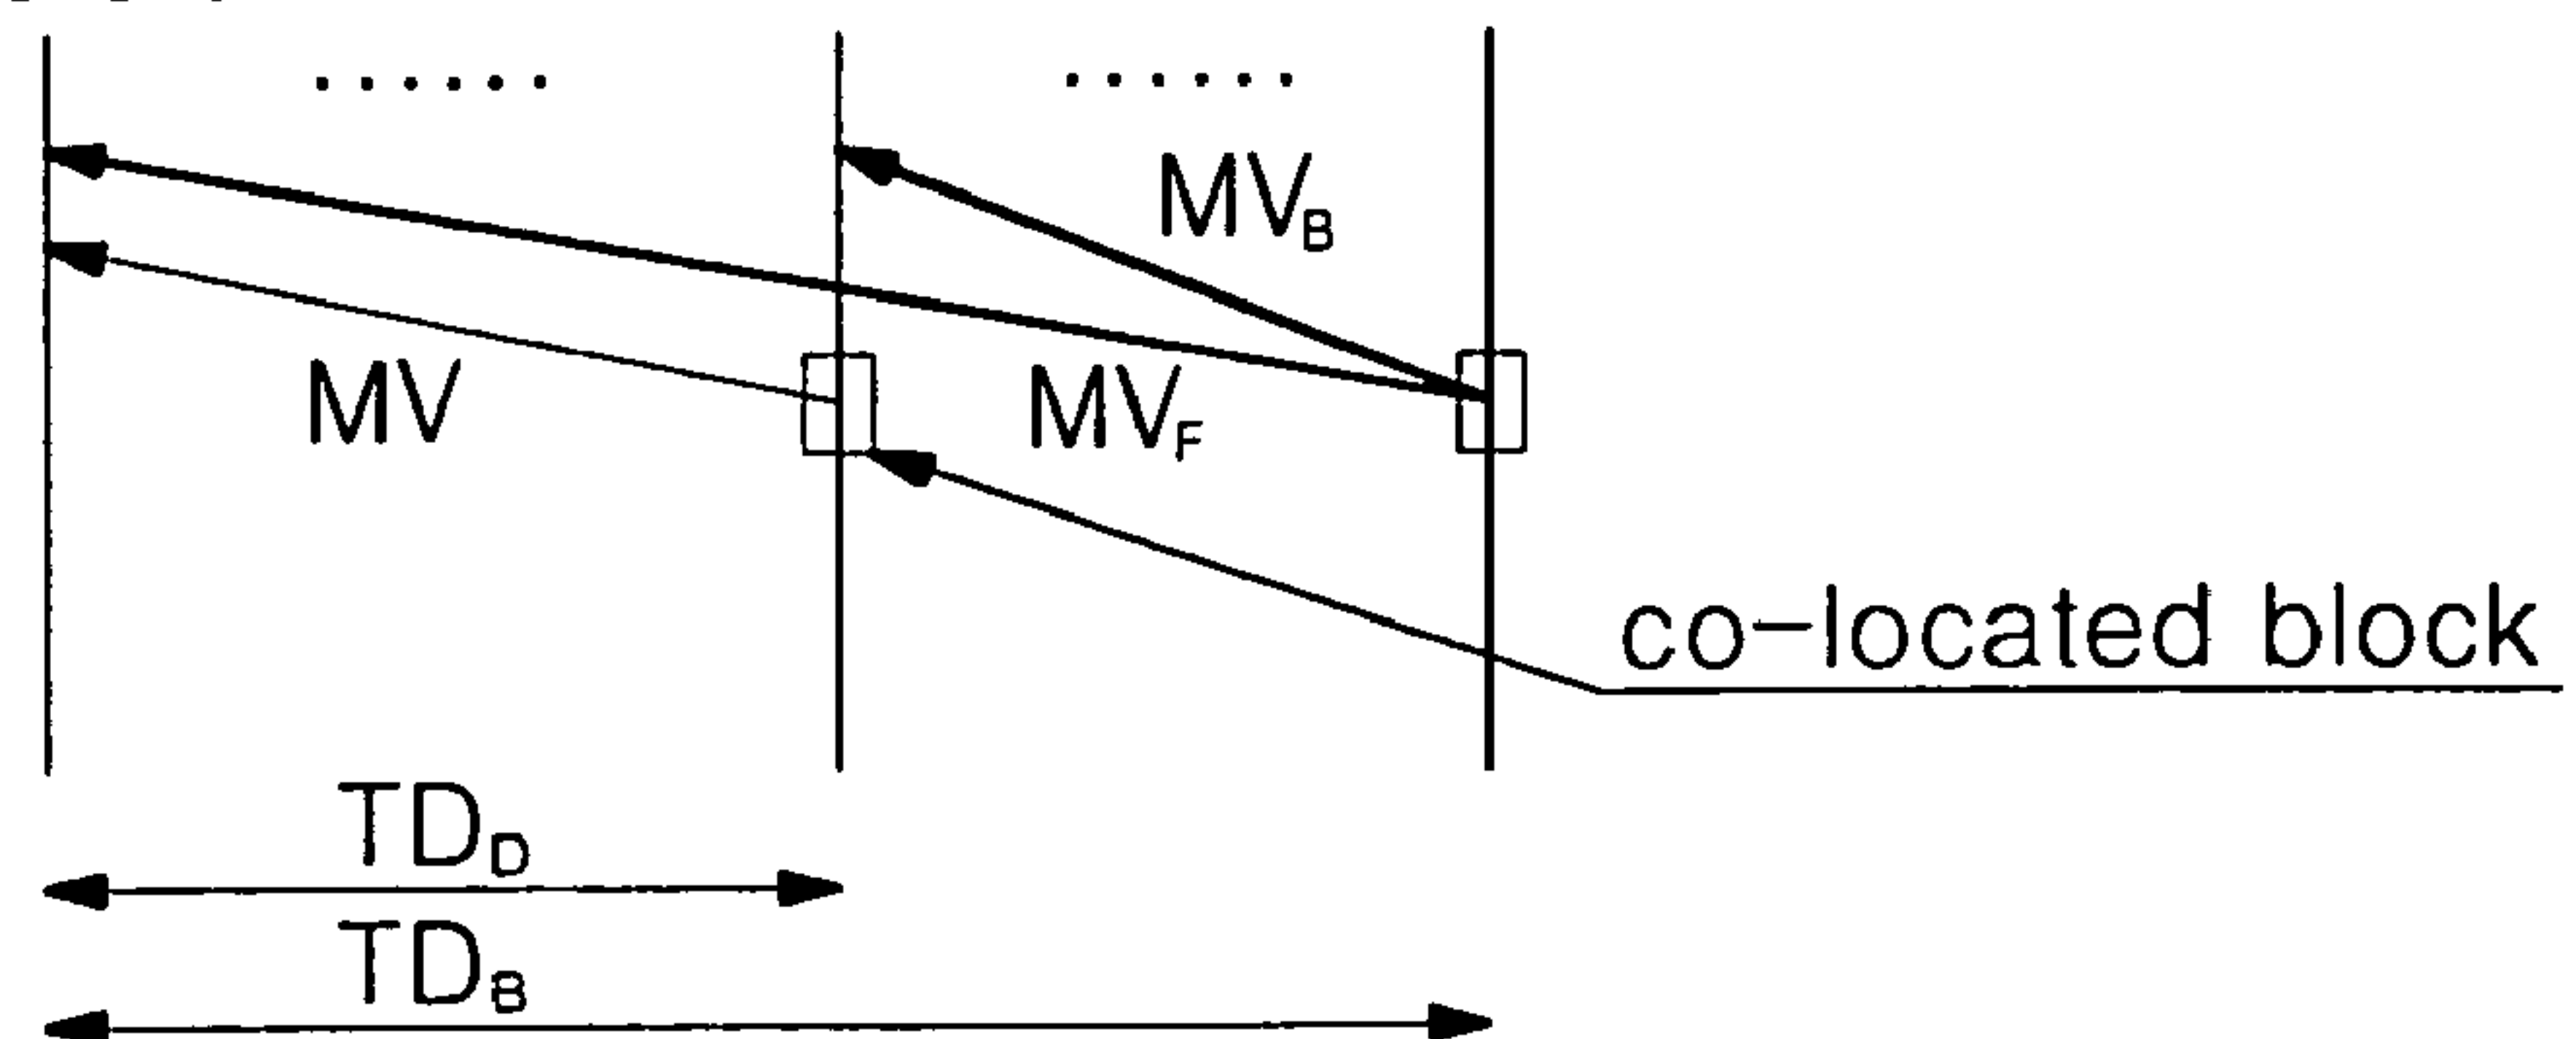 ......
......
MV_B
MV
MV_F
co-located block
TD_D
TD_B